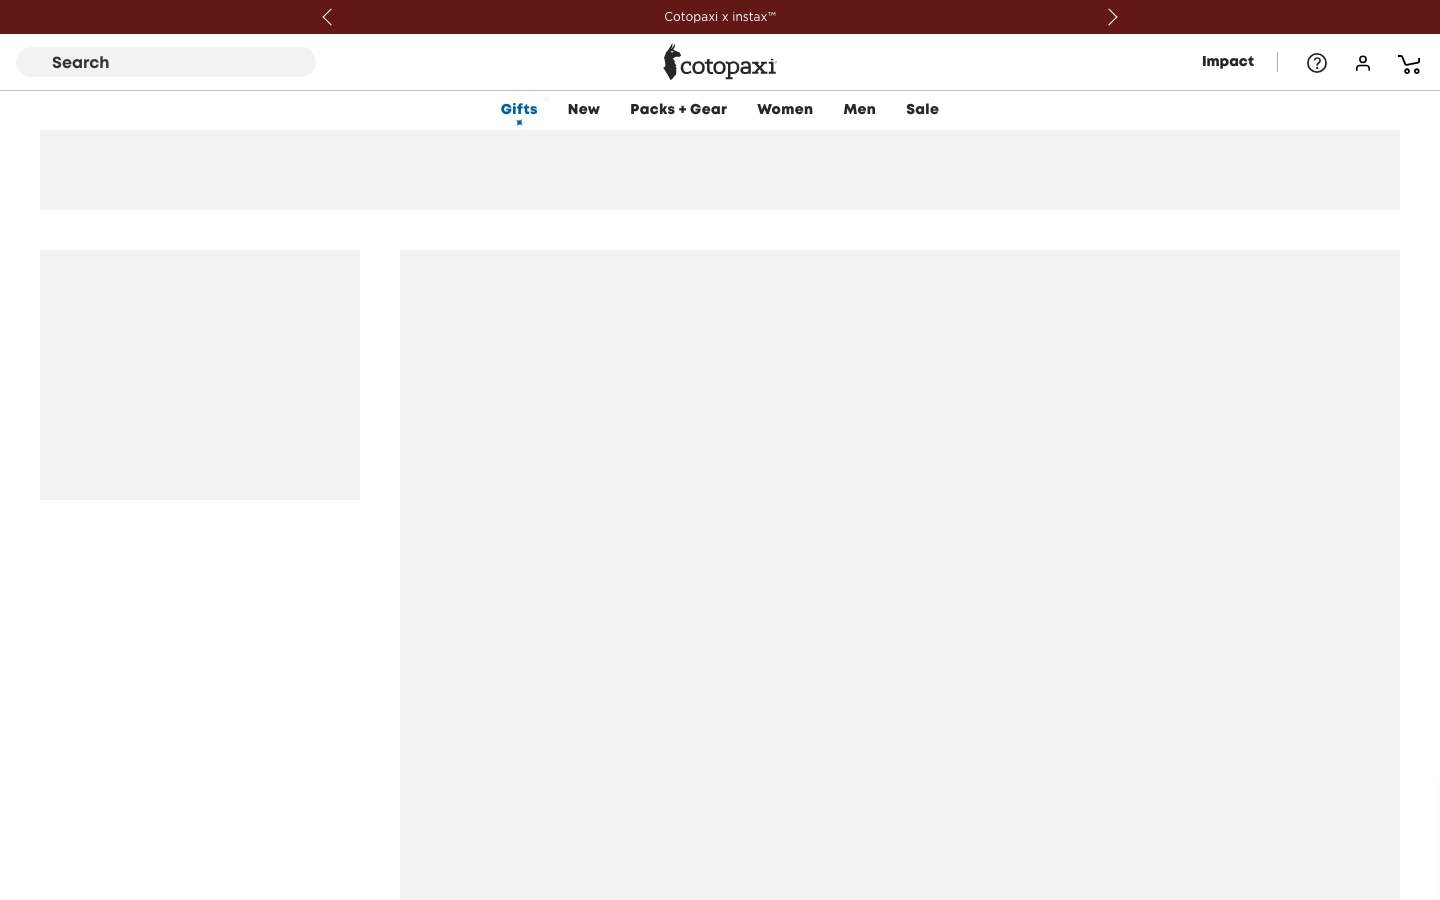 Cotopaxi x instax™
Search
cotopaxi
Impact
Gifts
New
Packs + Gear
Women
Men
Sale